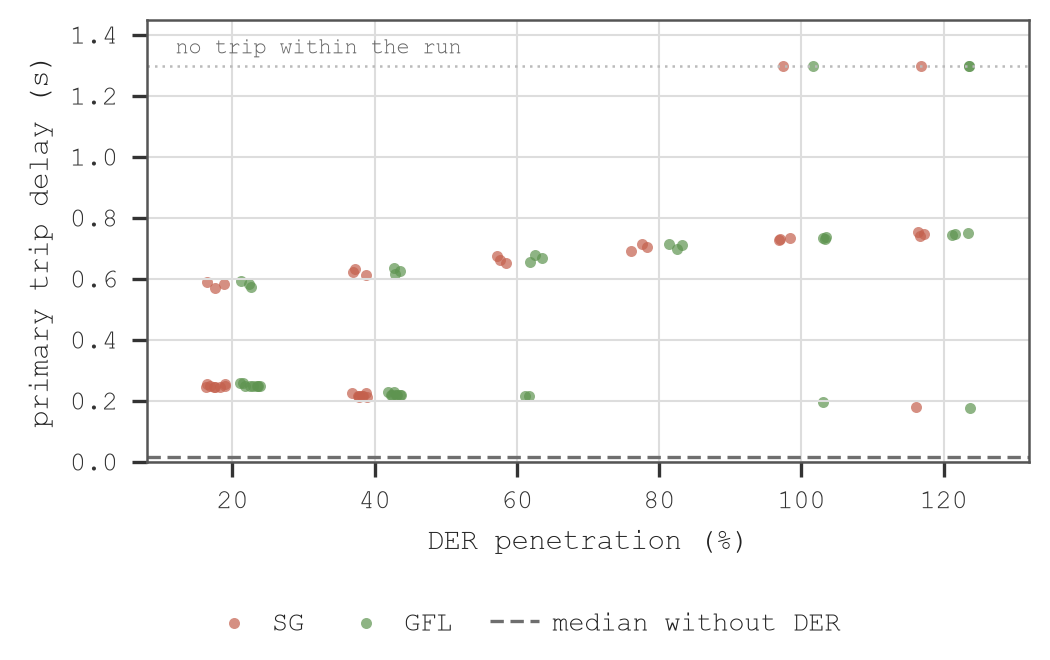 no trip within the run
primary trip delay (s)
1.4
1.2
1.0
0.8
0.6
0.4
0.2
0.0
20 40 60 80 100 120
DER penetration (%)
SG GFL median without DER